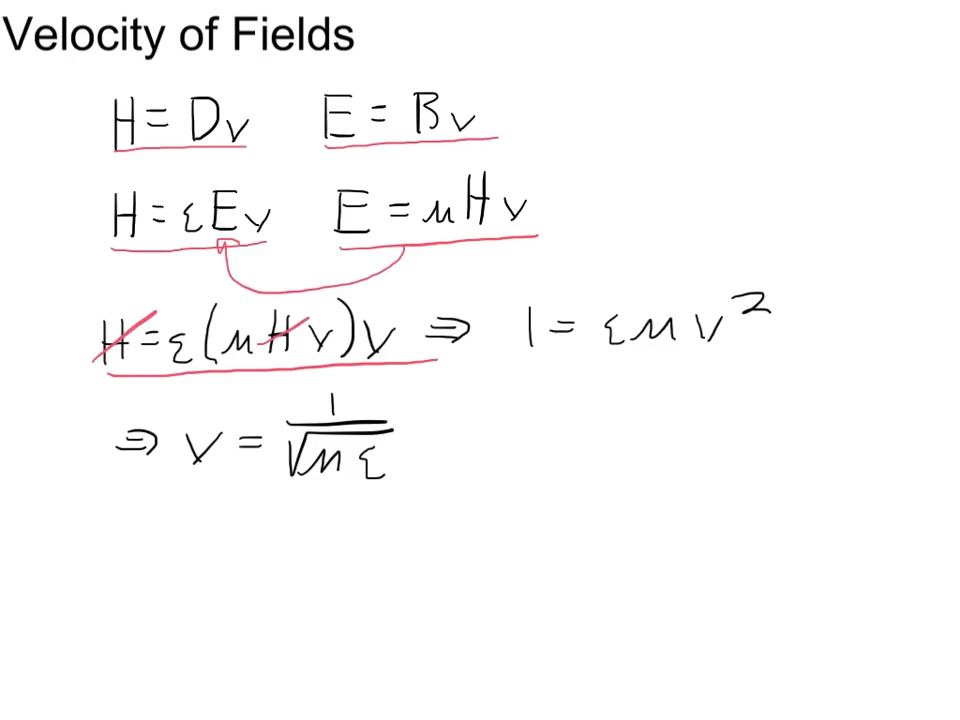 Velocity of Fields
H = Dv E = Bv
H = εEv E = μHv
H = ε(μHv)v ⇒ 1 = εμv²
⇒ v = 1/√με